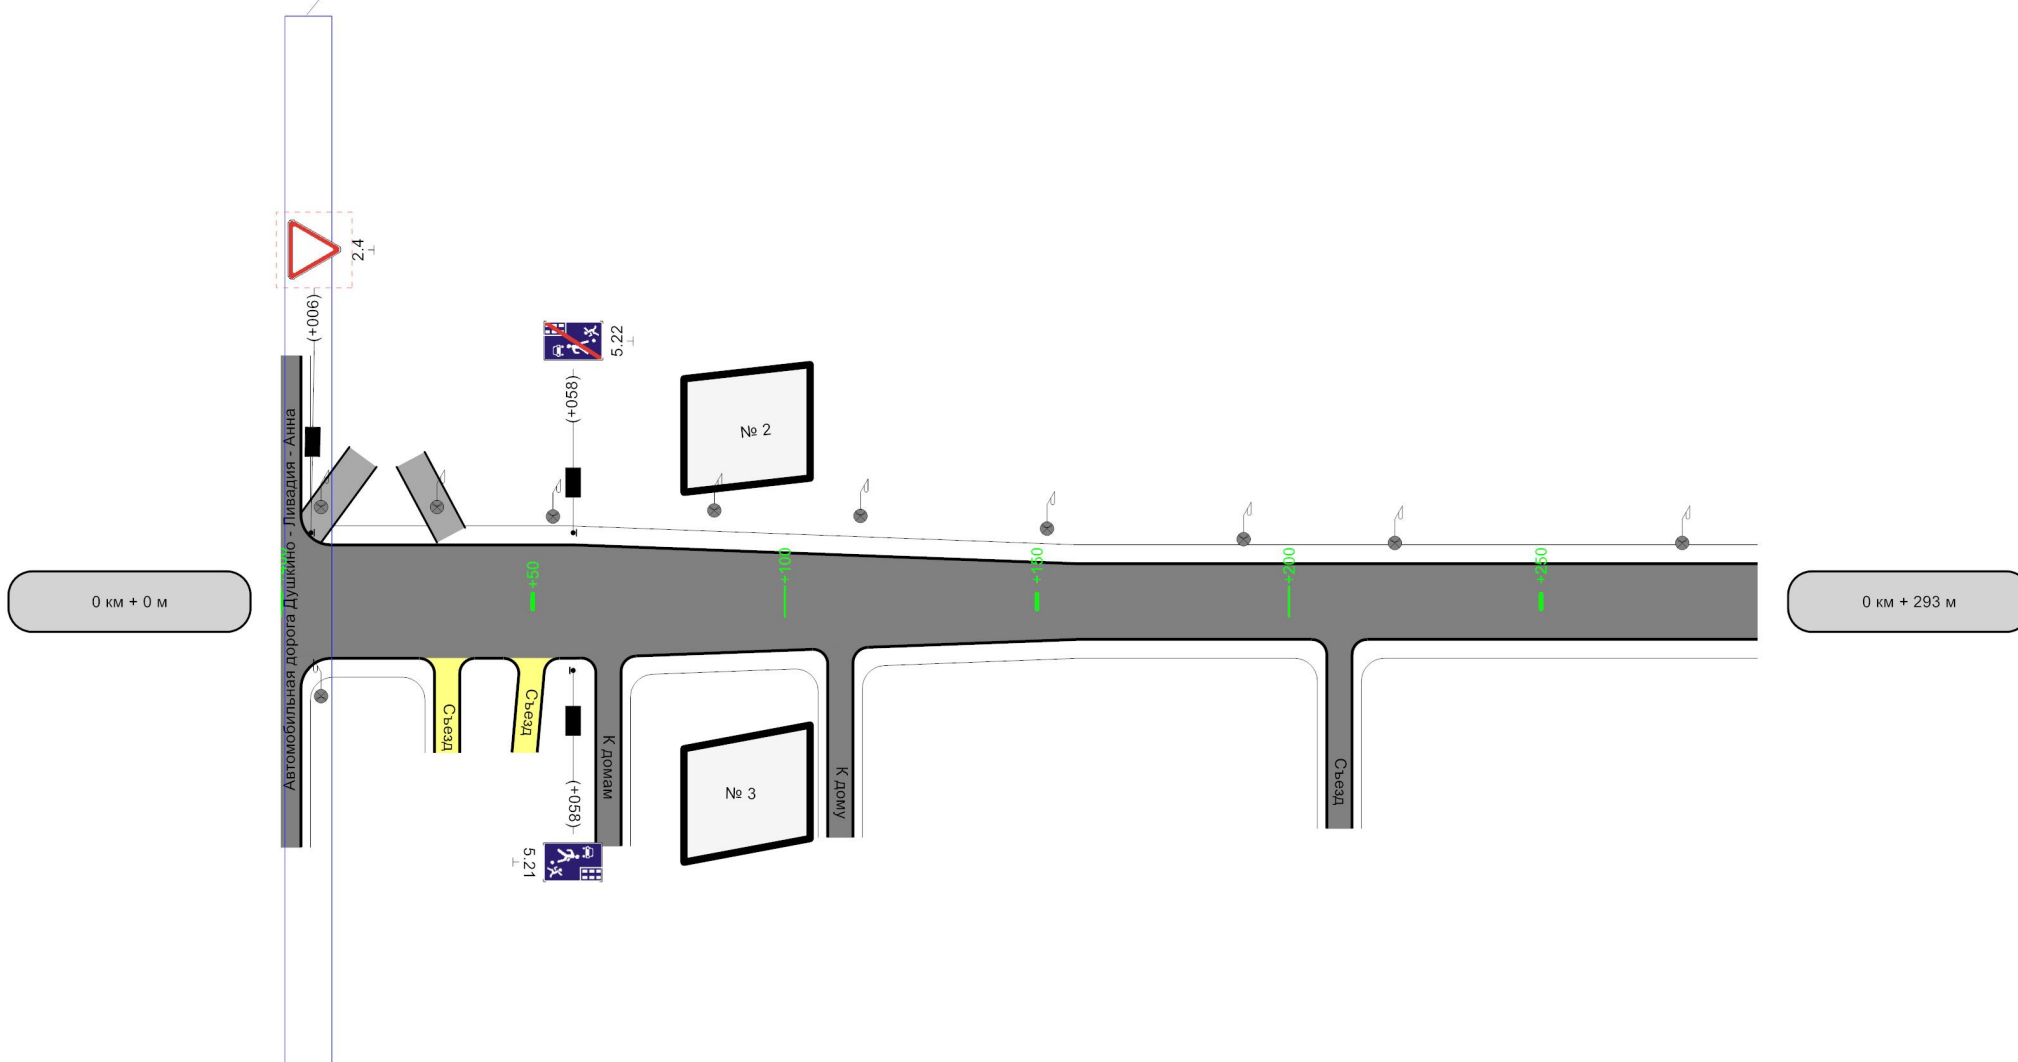 2.4
(+006)
5.22
(+058)
№ 2
Автомобильная дорога Душкино - Ливадия - Анна
+50
+100
+150
+200
+250
0 км + 0 м
0 км + 293 м
Съезд
Съезд
К домам
К дому
Съезд
№ 3
(+058)
5.21